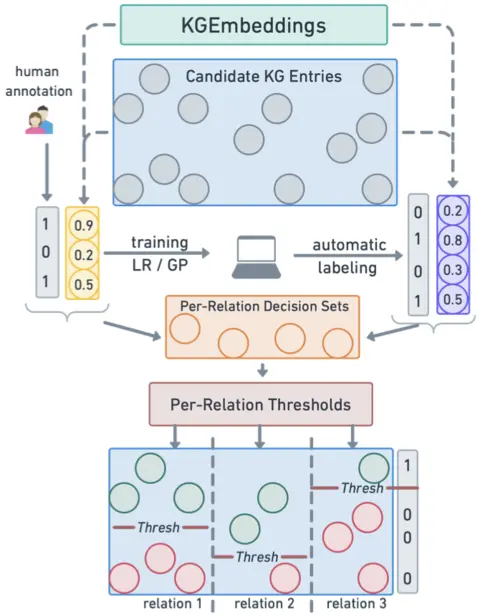 KGEmbeddings
human
annotation
Candidate KG Entries
1
0
1
0.9
0.2
0.5
training
LR / GP
automatic
labeling
0
1
0
1
0.2
0.8
0.3
0.5
Per-Relation Decision Sets
Per-Relation Thresholds
Thresh
Thresh
Thresh
1
0
0
0
relation 1
relation 2
relation 3